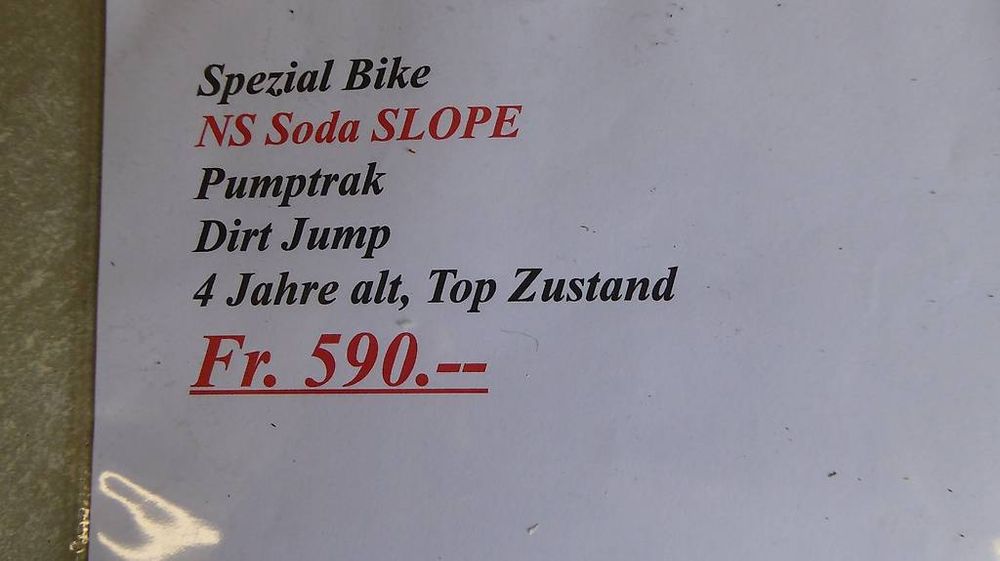 Spezial Bike
NS Soda SLOPE
Pumptrak
Dirt Jump
4 Jahre alt, Top Zustand
Fr. 590.--